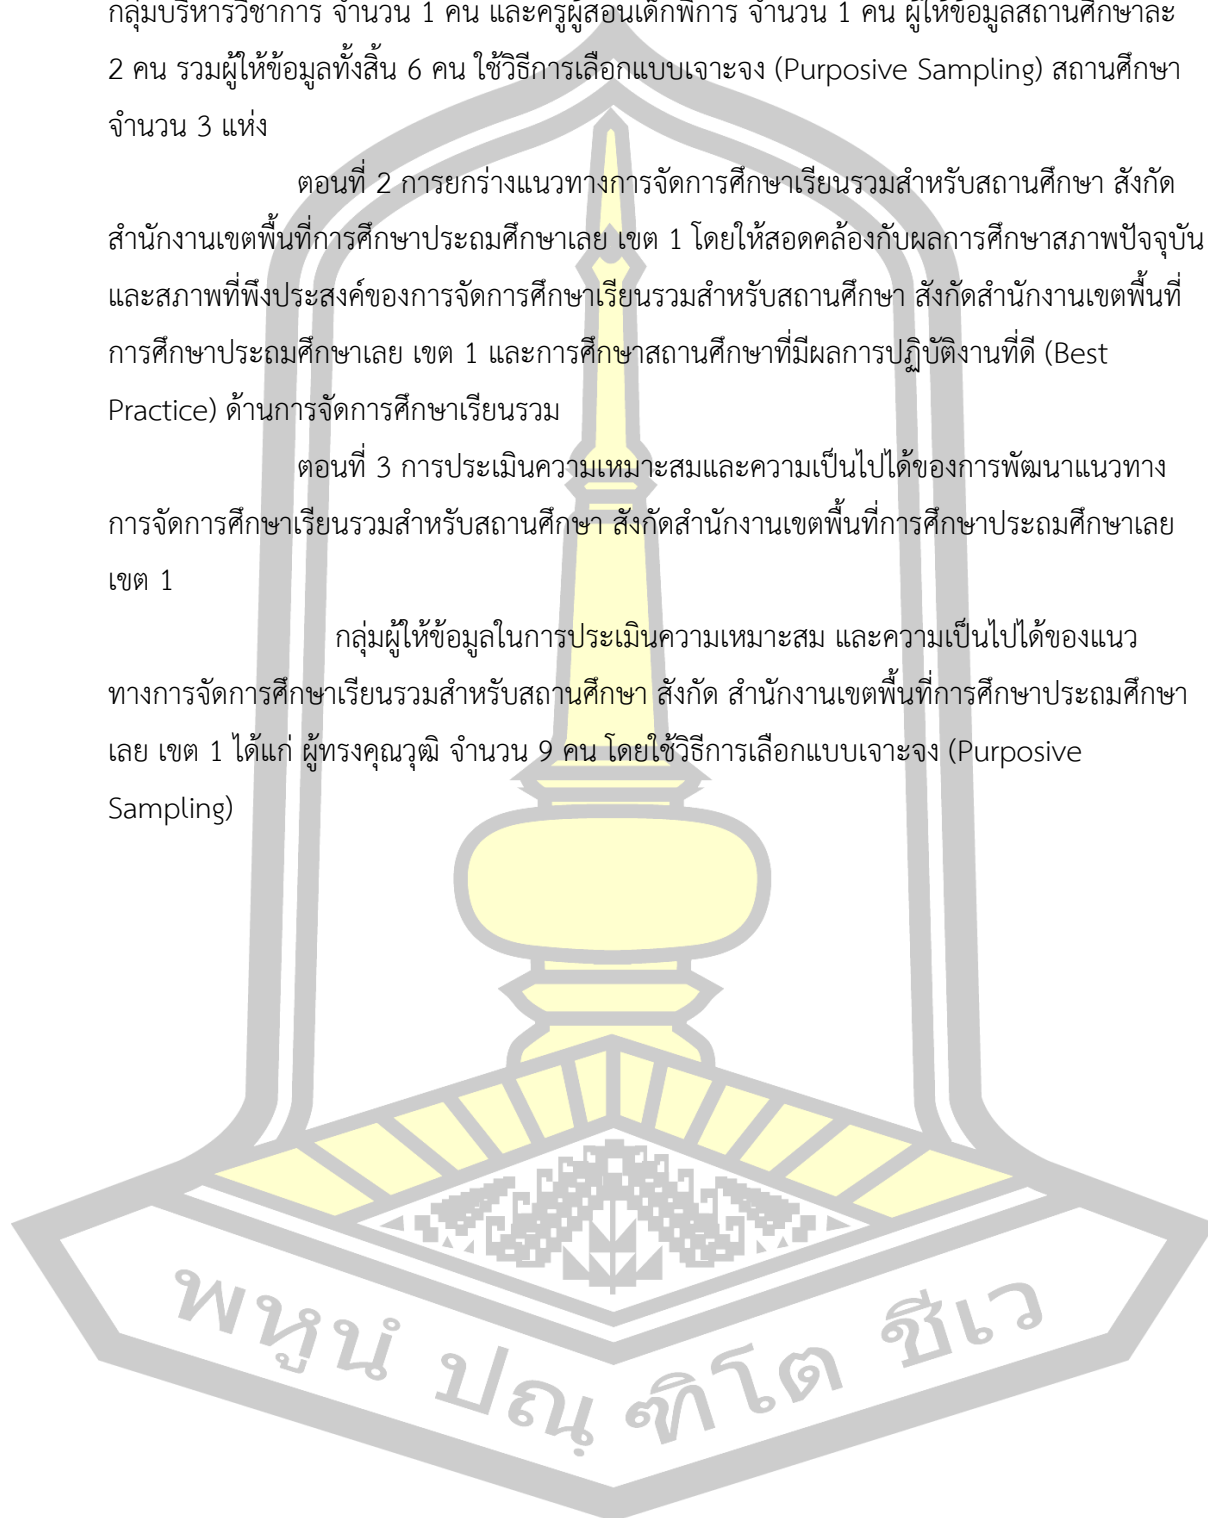 กลุ่มบริหารวิชาการ จำนวน 1 คน และครูผู้สอนเด็กพิการ จำนวน 1 คน ผู้ให้ข้อมูลสถานศึกษาละ
2 คน รวมผู้ให้ข้อมูลทั้งสิ้น 6 คน ใช้วิธีการเลือกแบบเจาะจง (Purposive Sampling) สถานศึกษา
จำนวน 3 แห่ง
ตอนที่ 2 การยกร่างแนวทางการจัดการศึกษาเรียนรวมสำหรับสถานศึกษา สังกัด
สำนักงานเขตพื้นที่การศึกษาประถมศึกษาเลย เขต 1 โดยให้สอดคล้องกับผลการศึกษาสภาพปัจจุบัน
และสภาพที่พึงประสงค์ของการจัดการศึกษาเรียนรวมสำหรับสถานศึกษา สังกัดสำนักงานเขตพื้นที่
การศึกษาประถมศึกษาเลย เขต 1 และการศึกษาสถานศึกษาที่มีผลการปฏิบัติงานที่ดี (Best
Practice) ด้านการจัดการศึกษาเรียนรวม
ตอนที่ 3 การประเมินความเหมาะสมและความเป็นไปได้ของการพัฒนาแนวทาง
การจัดการศึกษาเรียนรวมสำหรับสถานศึกษา สังกัดสำนักงานเขตพื้นที่การศึกษาประถมศึกษาเลย
เขต 1
กลุ่มผู้ให้ข้อมูลในการประเมินความเหมาะสม และความเป็นไปได้ของแนว
ทางการจัดการศึกษาเรียนรวมสำหรับสถานศึกษา สังกัด สำนักงานเขตพื้นที่การศึกษาประถมศึกษา
เลย เขต 1 ได้แก่ ผู้ทรงคุณวุฒิ จำนวน 9 คน โดยใช้วิธีการเลือกแบบเจาะจง (Purposive
Sampling)
พหูนํ ปณฺฑิโต ชีเว